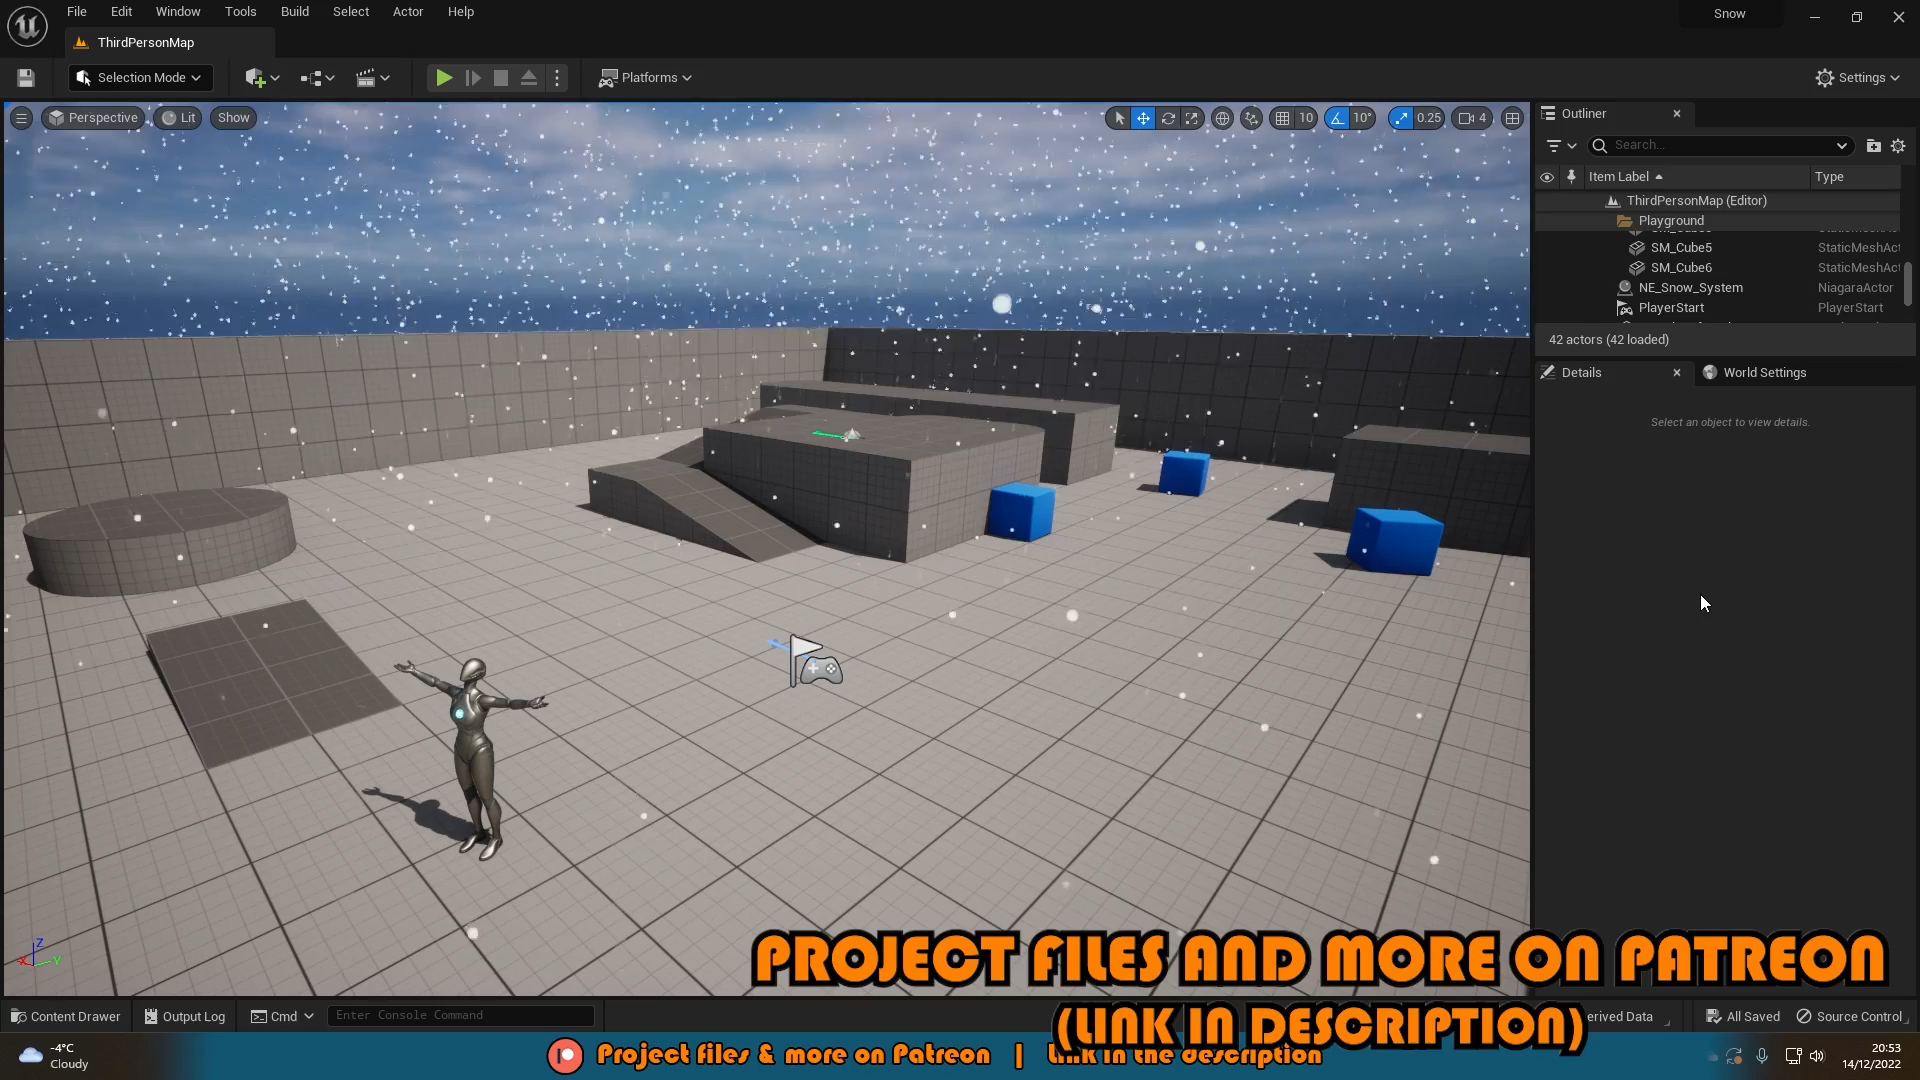 File Edit Window Tools Build Select Actor Help
Snow
ThirdPersonMap
Selection Mode
Platforms
Settings
Perspective Lit Show
10 10° 0.25 4
Outliner
Search...
Item Label Type
ThirdPersonMap (Editor)
Playground
SM_Cube5 StaticMeshAct
SM_Cube6 StaticMeshAct
NE_Snow_System NiagaraActor
PlayerStart PlayerStart
42 actors (42 loaded)
Details World Settings
Select an object to view details.
Z
X Y
PROJECT FILES AND MORE ON PATREON
(LINK IN DESCRIPTION)
Content Drawer Output Log Cmd Enter Console Command
erived Data All Saved Source Control
-4°C
Cloudy
Project files & more on Patreon | Link in the description
20:53
14/12/2022